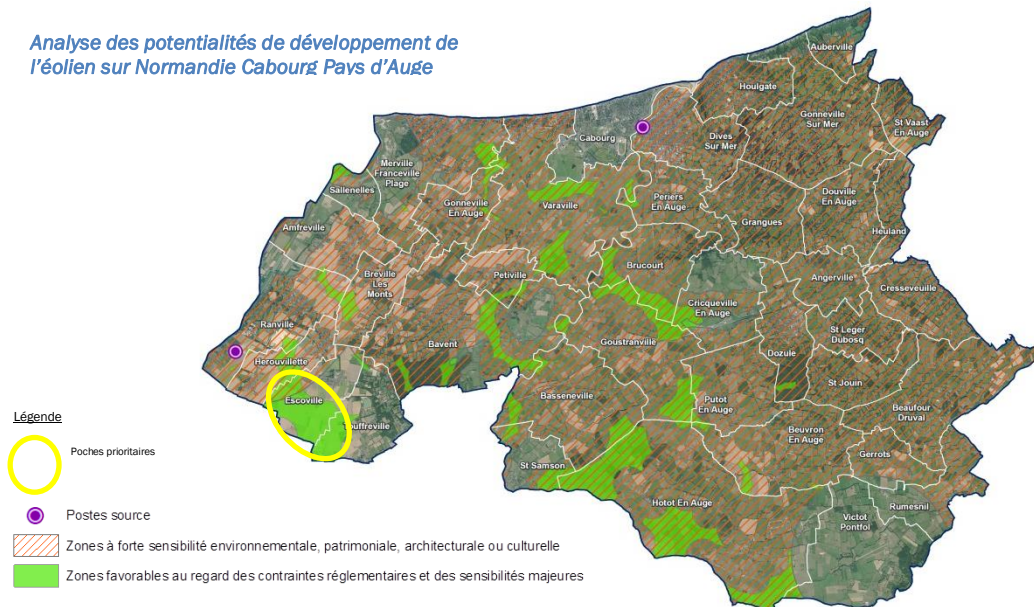 Analyse des potentialités de développement de
l'éolien sur Normandie Cabourg Pays d'Auge
Auberville
Houlgate
Gonneville
Sur Mer
St Vaast
En Auge
Cabourg
Dives
Sur Mer
Merville
Franceville
Plage
Sallenelles
Gonneville
En Auge
Varaville
Periers
En Auge
Douville
En Auge
Grangues
Heuland
Amfreville
Breville
Les
Monts
Petiville
Brucourt
Angerville
Cresseveuille
Cricqueville
En Auge
Ranville
Bavent
Goustranville
St Leger
Dubosq
Dozule
Herouvillette
St Jouin
Escoville
Basseneville
Putot
En Auge
Beaufour
Druval
Touffreville
Beuvron
En Auge
Gerrots
St Samson
Hotot En Auge
Rumesnil
Victot
Pontfol
Légende
Poches prioritaires
Postes source
Zones à forte sensibilité environnementale, patrimoniale, architecturale ou culturelle
Zones favorables au regard des contraintes réglementaires et des sensibilités majeures